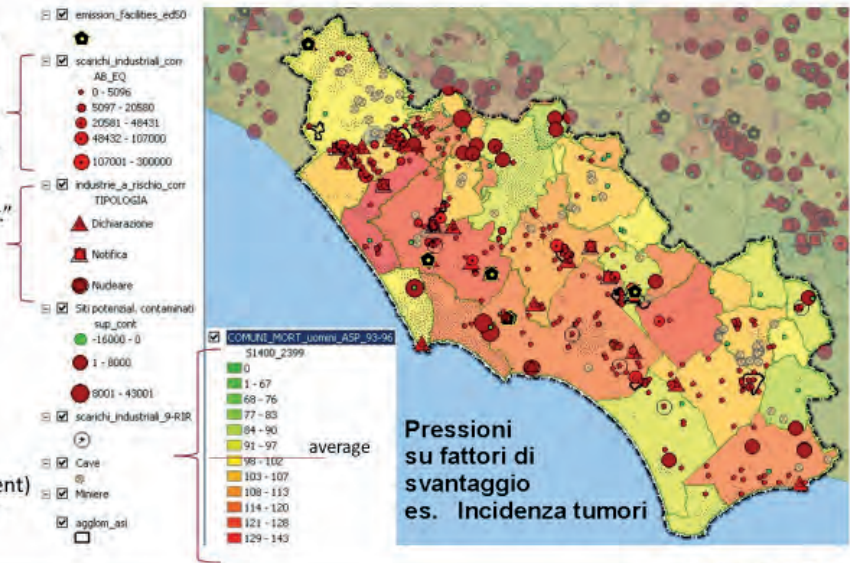 emission_facilities_ed50
scarichi_industriali_corr
AB_EQ
0 - 5096
5097 - 20580
20581 - 48431
48432 - 107000
107001 - 300000
industrie_a_rischio_corr
."
TIPOLOGIA
Dichiarazione
Notifica
Nucleare
Siti potenzial. contaminati
sup_cont
-16000 - 0
1 - 8000
8001 - 43001
scarichi_industriali_9-RIR
Cave
ent)
Miniere
agglom_asi
COMUNI_MORT_uomini_ASP_93-96
S1400_2399
0
1 - 67
68 - 76
77 - 83
84 - 90
91 - 97
average
98 - 102
103 - 107
108 - 113
114 - 120
121 - 128
129 - 143
Pressioni
su fattori di
svantaggio
es. Incidenza tumori